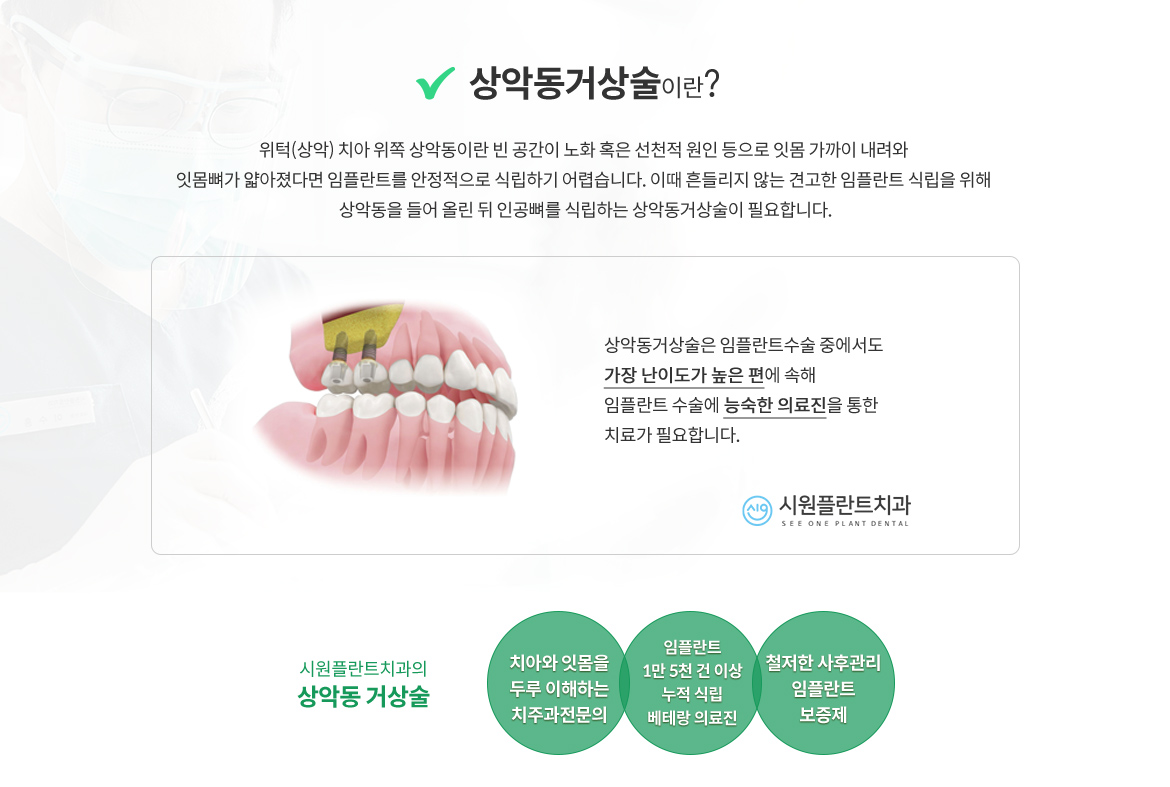 상악동거상술이란?
위턱(상악) 치아 위쪽 상악동이란 빈 공간이 노화 혹은 선천적 원인 등으로 잇몸 가까이 내려와
잇몸뼈가 얇아졌다면 임플란트를 안정적으로 식립하기 어렵습니다. 이때 흔들리지 않는 견고한 임플란트 식립을 위해
상악동을 들어 올린 뒤 인공뼈를 식립하는 상악동거상술이 필요합니다.
상악동거상술은 임플란트수술 중에서도
가장 난이도가 높은 편에 속해
임플란트 수술에 능숙한 의료진을 통한
치료가 필요합니다.
시원플란트치과
SEE ONE PLANT DENTAL
시원플란트치과의
상악동 거상술
치아와 잇몸을
두루 이해하는
치주과전문의
임플란트
1만 5천 건 이상
누적 식립
베테랑 의료진
철저한 사후관리
임플란트
보증제